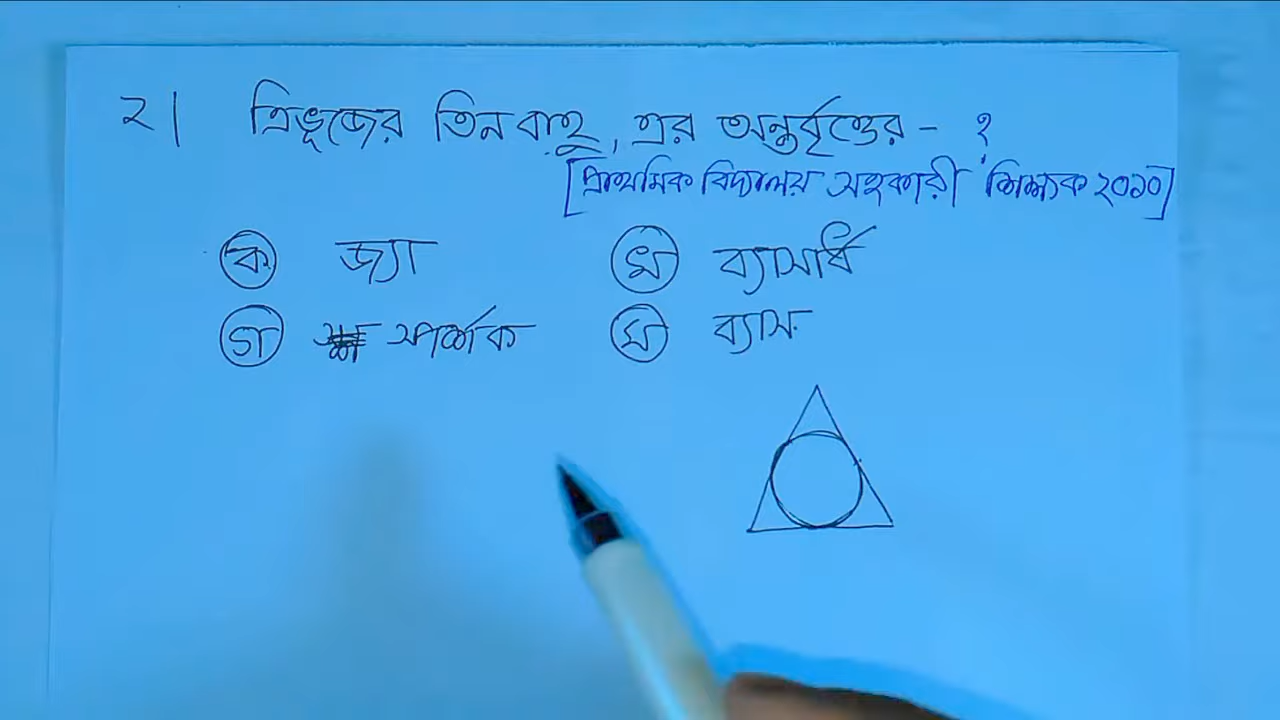 ২। ত্রিভূজের তিন বাহু, এর অন্তর্বৃত্তের - ?
[প্রাথমিক বিদ্যালয় সহকারী শিক্ষক ২০১০]
ক জ্যা খ ব্যাসার্ধ
গ স্পর্শক ঘ ব্যাস